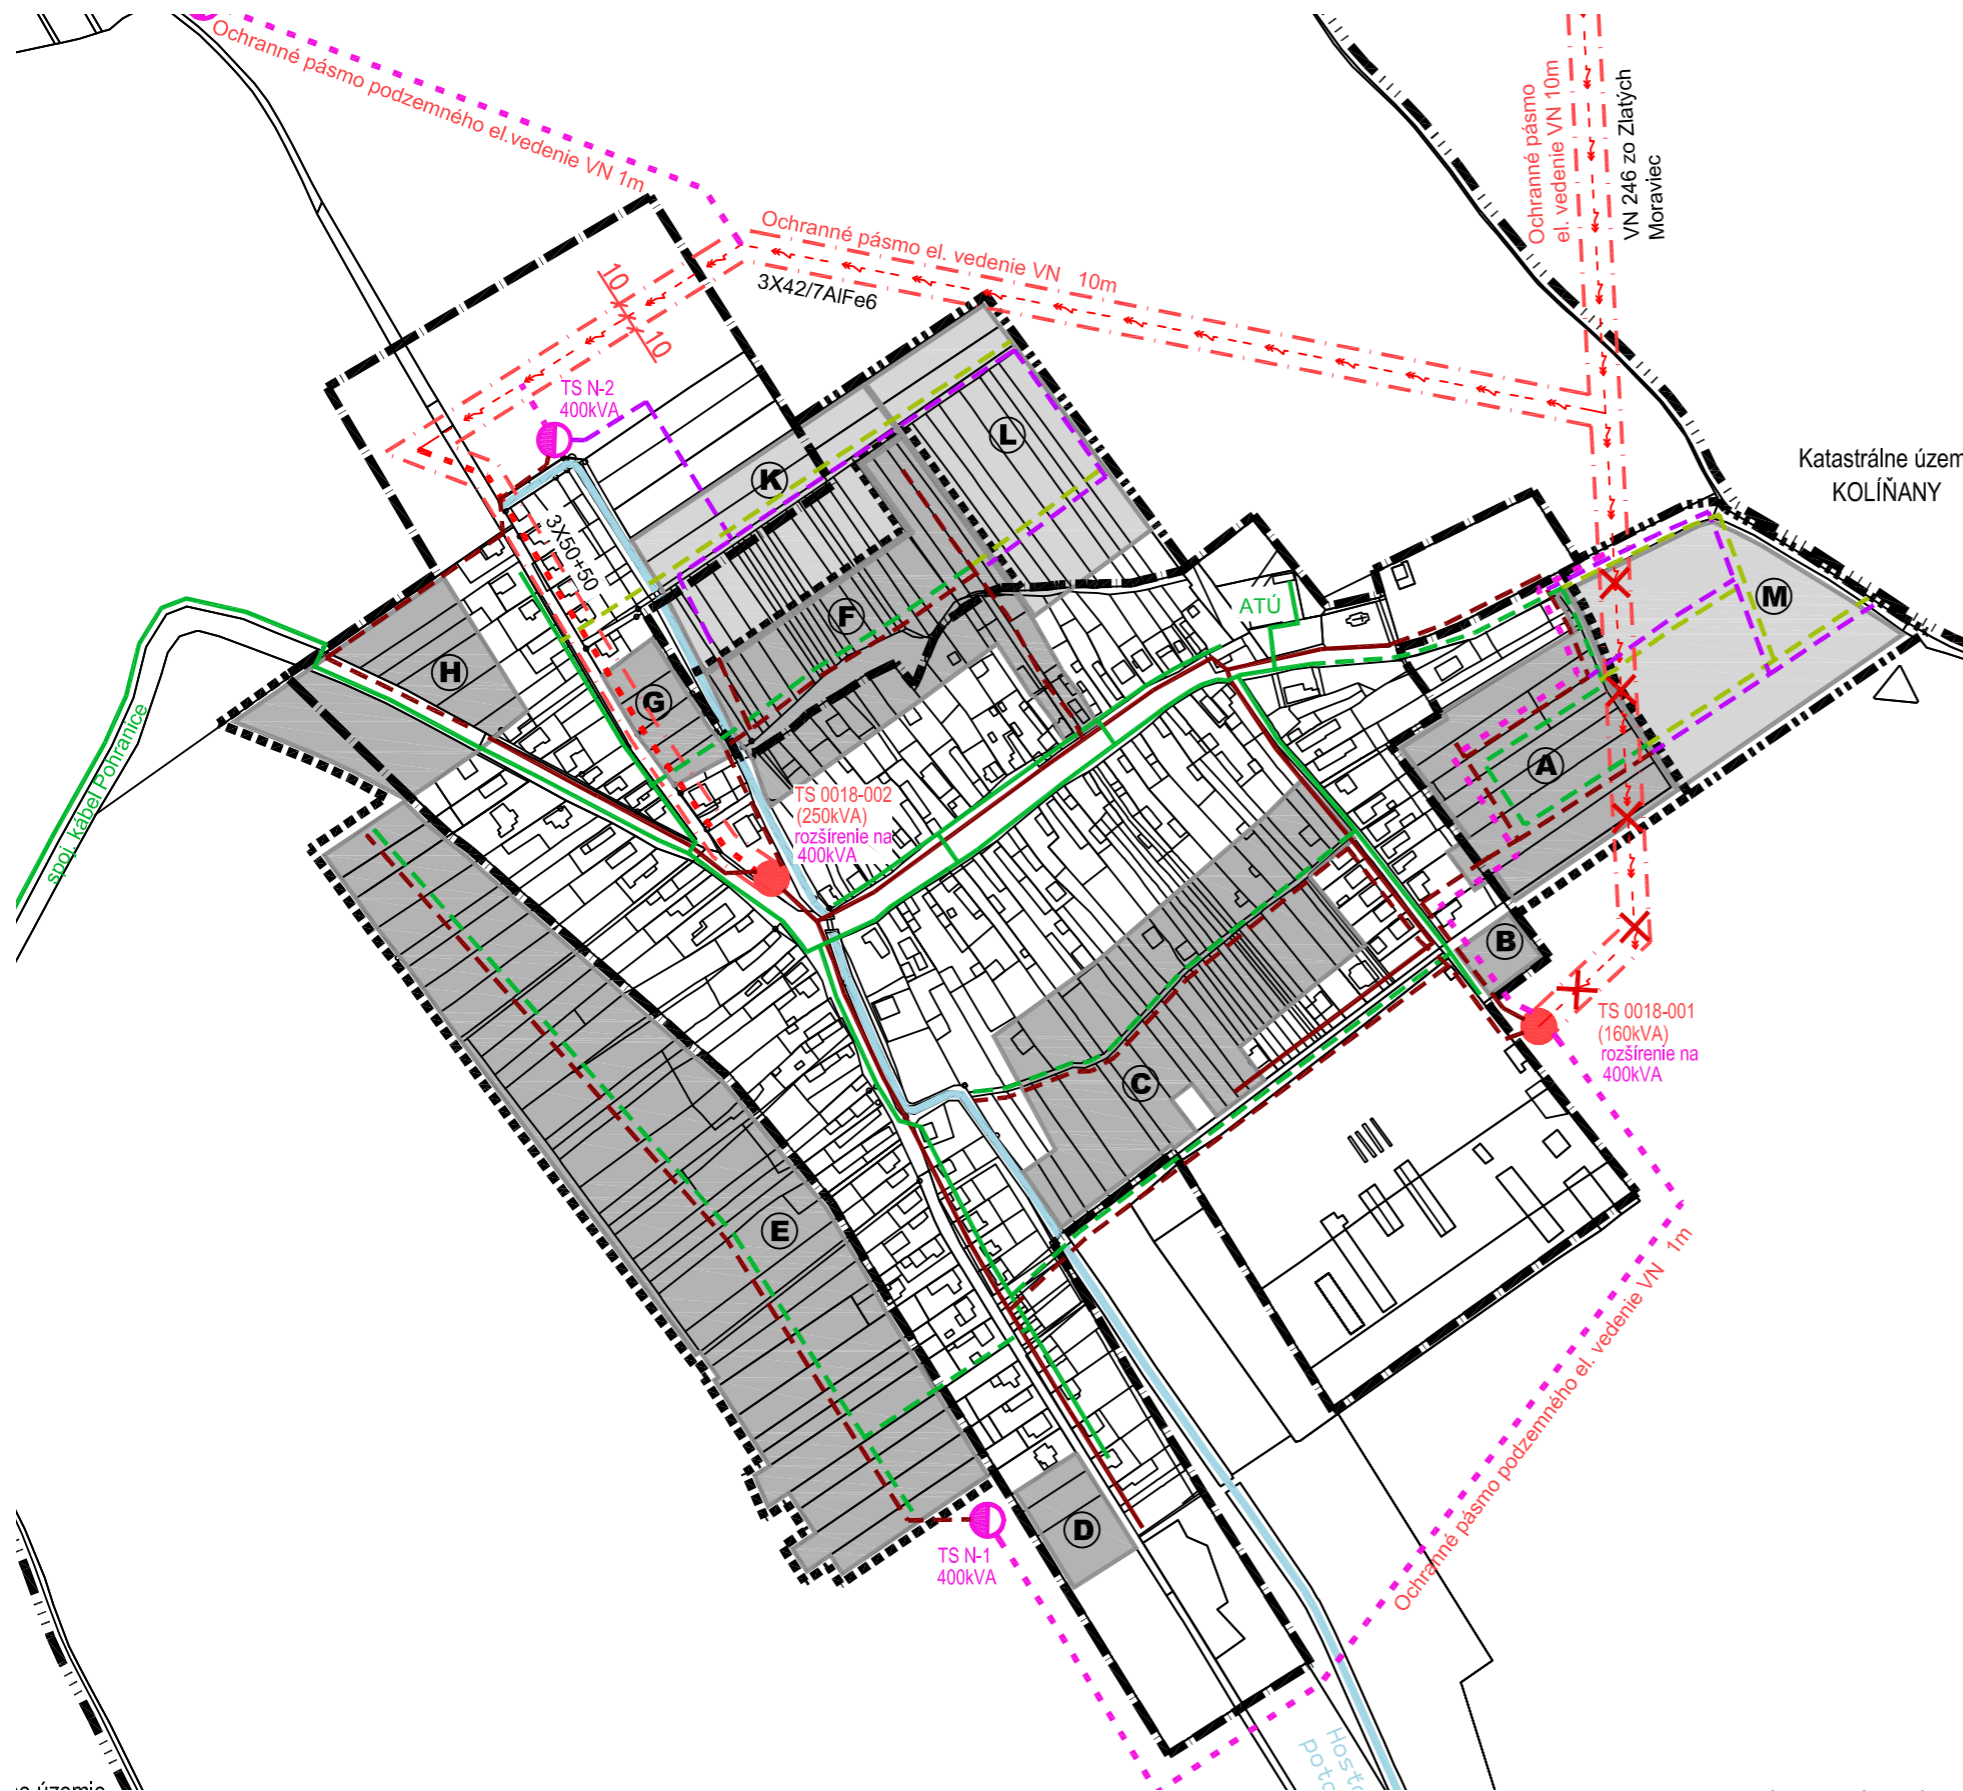 Ochranné pásmo podzemného el.vedenie VN 1m
Ochranné pásmo el. vedenie VN 10m
3X42/7AlFe6
Ochranné pásmo
el. vedenie VN 10m
VN 246 zo Zlatých
Moraviec
10
10
TS N-2
400kVA
Katastrálne územ
KOLÍŇANY
L
K
3X50+50
ATÚ
M
F
H
G
A
spoj. kábel Pohranice
TS 0018-002
(250kVA)
rozšírenie na
400kVA
B
TS 0018-001
(160kVA)
rozšírenie na
400kVA
C
E
Ochranné pásmo podzemného el. vedenie VN 1m
D
TS N-1
400kVA